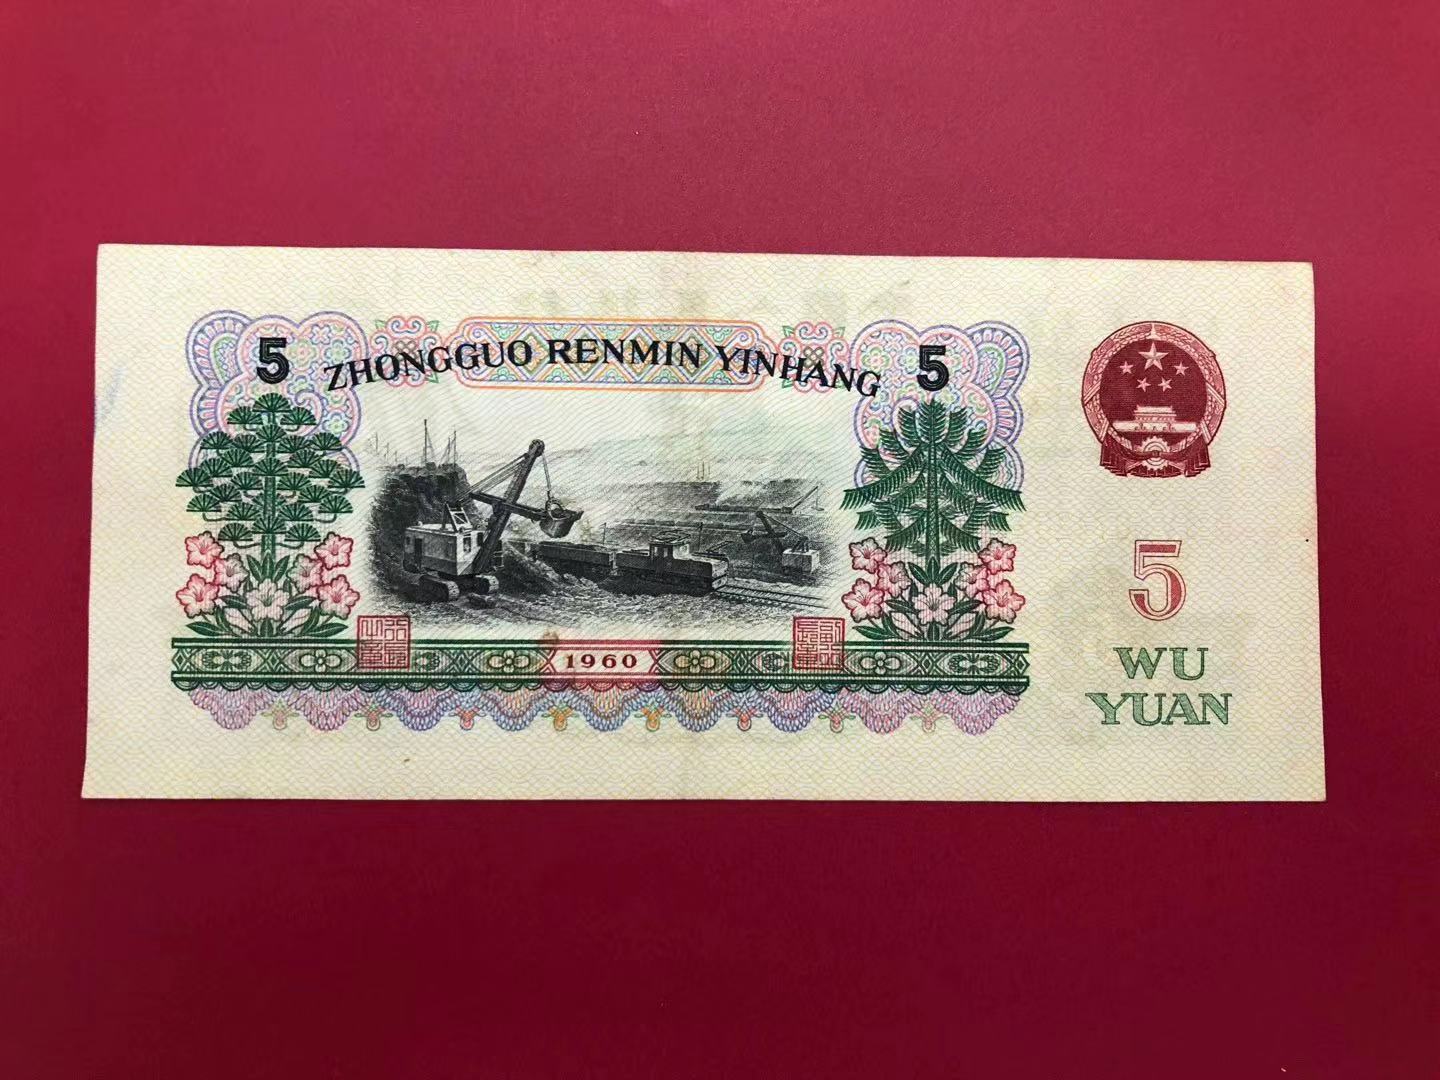 5 ZHONGGUO RENMIN YINHANG 5
1960
5
WU
YUAN